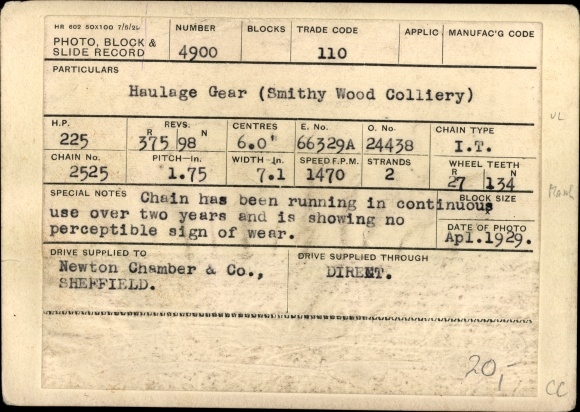 HR 602 50X100 7/6/29
PHOTO, BLOCK & SLIDE RECORD
NUMBER 4900
BLOCKS
TRADE CODE 110
APPLIC
MANUFAC'G CODE
PARTICULARS
Haulage Gear (Smithy Wood Colliery)
H.P. 225
REVS. R 375 N 98
CENTRES 6.0"
E. No. 66329A
O. No. 24438
CHAIN TYPE I.T.
CHAIN No. 2525
PITCH—In. 1.75
WIDTH—In. 7.1
SPEED F.P.M. 1470
STRANDS 2
WHEEL TEETH R 27 N 134
SPECIAL NOTES Chain has been running in continuous
use over two years and is showing no
perceptible sign of wear.
BLOCK SIZE
x
DATE OF PHOTO
Apl.1929.
DRIVE SUPPLIED TO
Newton Chamber & Co.,
SHEFFIELD.
DRIVE SUPPLIED THROUGH
DIRECT.
UL
20,-
CC